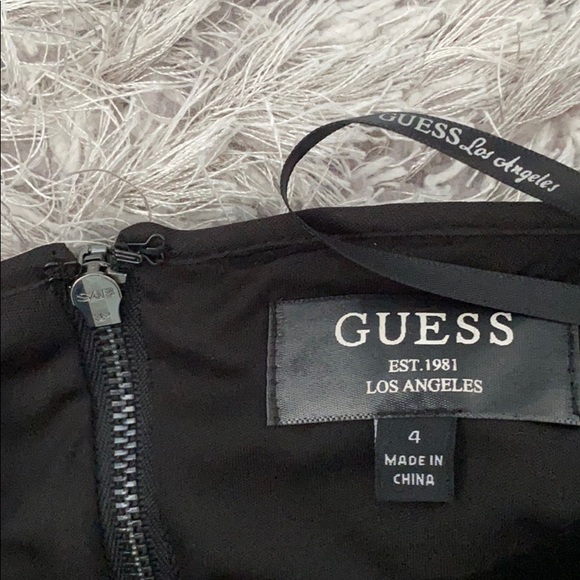 GUESS Los Angeles
GUESS
EST.1981
LOS ANGELES
4
MADE IN
CHINA